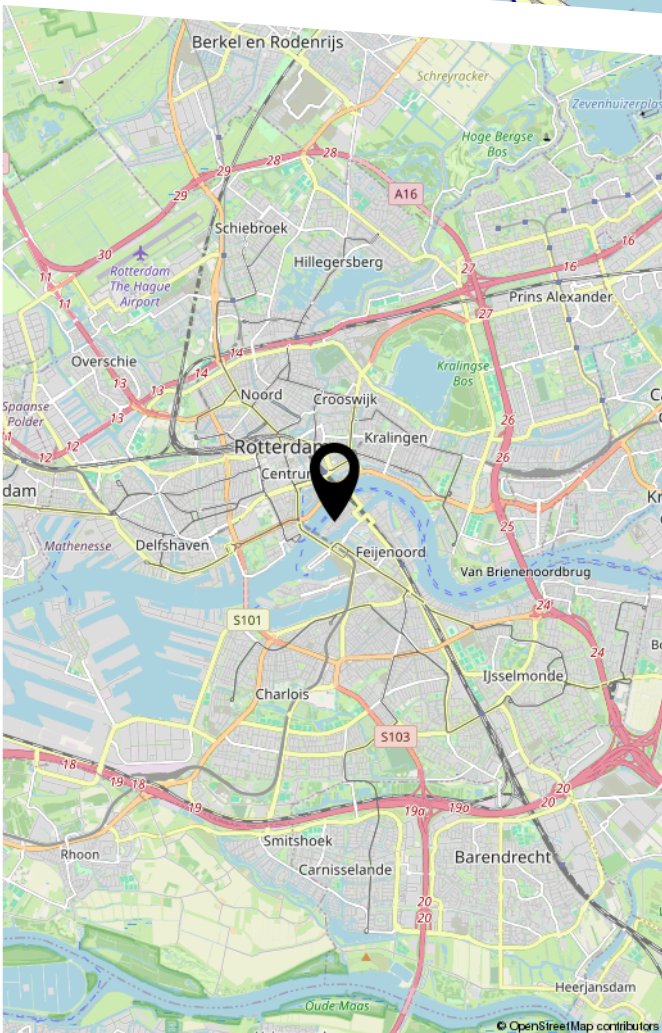 Berkel en Rodenrijs
Schreyracker
Zevenhuizerplas
Hoge Bergse
Bos
28
28
29
29
A16
Schiebroek
16
16
30
Rotterdam
The Hague
Airport
Hillegersberg
27
11
11
Prins Alexander
27
14
Overschie
14
13
13
Kralingse
Bos
Noord
Crooswijk
Spaanse
Polder
13
26
Kralingen
12
12
Rotterdam
26
Centrum
dam
25
Mathenesse
Delfshaven
Feijenoord
Van Brienenoordbrug
24
S101
24
IJsselmonde
Charlois
S103
18
19
18
20
20
19
19a
19a
Smitshoek
Rhoon
Barendrecht
Carnisselande
20
20
Heerjansdam
Oude Maas
© OpenStreetMap contributors